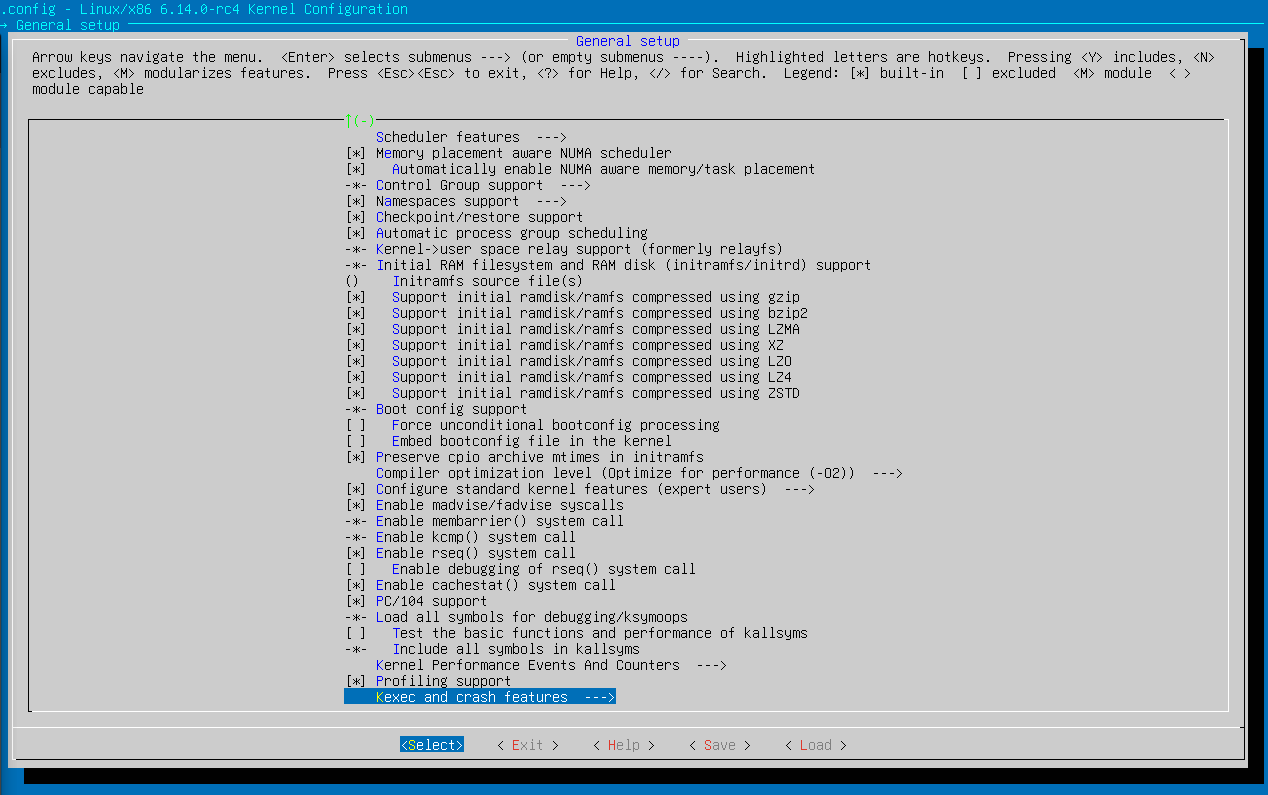 .config - Linux/x86 6.14.0-rc4 Kernel Configuration
→ General setup
General setup
Arrow keys navigate the menu.  <Enter> selects submenus ---> (or empty submenus ----).  Highlighted letters are hotkeys.  Pressing <Y> includes, <N>
excludes, <M> modularizes features.  Press <Esc><Esc> to exit, <?> for Help, </> for Search.  Legend: [*] built-in  [ ] excluded  <M> module  < >
module capable
↑(-)
Scheduler features  --->
[*] Memory placement aware NUMA scheduler
[*]   Automatically enable NUMA aware memory/task placement
-*- Control Group support  --->
[*] Namespaces support  --->
[*] Checkpoint/restore support
[*] Automatic process group scheduling
-*- Kernel->user space relay support (formerly relayfs)
-*- Initial RAM filesystem and RAM disk (initramfs/initrd) support
()    Initramfs source file(s)
[*]   Support initial ramdisk/ramfs compressed using gzip
[*]   Support initial ramdisk/ramfs compressed using bzip2
[*]   Support initial ramdisk/ramfs compressed using LZMA
[*]   Support initial ramdisk/ramfs compressed using XZ
[*]   Support initial ramdisk/ramfs compressed using LZO
[*]   Support initial ramdisk/ramfs compressed using LZ4
[*]   Support initial ramdisk/ramfs compressed using ZSTD
-*- Boot config support
[ ]   Force unconditional bootconfig processing
[ ]   Embed bootconfig file in the kernel
[*] Preserve cpio archive mtimes in initramfs
Compiler optimization level (Optimize for performance (-O2))  --->
[*] Configure standard kernel features (expert users)  --->
[*] Enable madvise/fadvise syscalls
-*- Enable membarrier() system call
-*- Enable kcmp() system call
[*] Enable rseq() system call
[ ]   Enable debugging of rseq() system call
[*] Enable cachestat() system call
[*] PC/104 support
-*- Load all symbols for debugging/ksymoops
[ ]   Test the basic functions and performance of kallsyms
-*-   Include all symbols in kallsyms
Kernel Performance Events And Counters  --->
[*] Profiling support
Kexec and crash features  --->
<Select>    < Exit >    < Help >    < Save >    < Load >